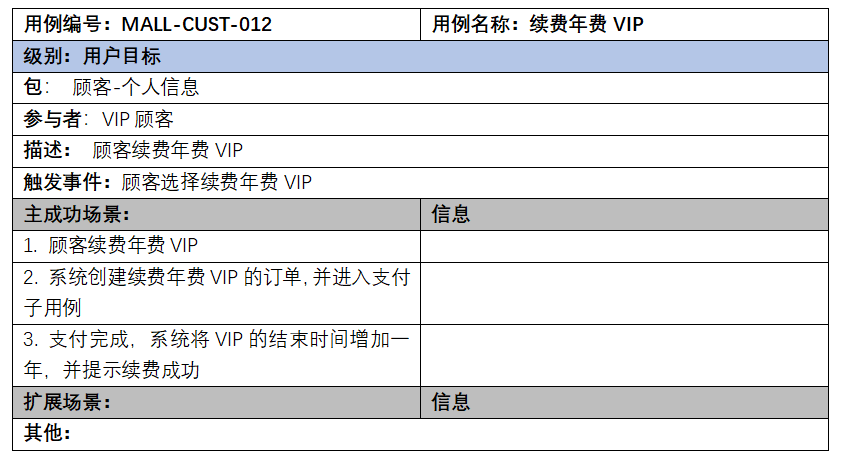 用例编号：MALL-CUST-012 用例名称：续费年费 VIP
级别：用户目标
包： 顾客-个人信息
参与者：VIP 顾客
描述： 顾客续费年费 VIP
触发事件：顾客选择续费年费 VIP
主成功场景： 信息
1. 顾客续费年费 VIP
2. 系统创建续费年费 VIP 的订单，并进入支付
子用例
3. 支付完成，系统将 VIP 的结束时间增加一
年，并提示续费成功
扩展场景： 信息
其他：